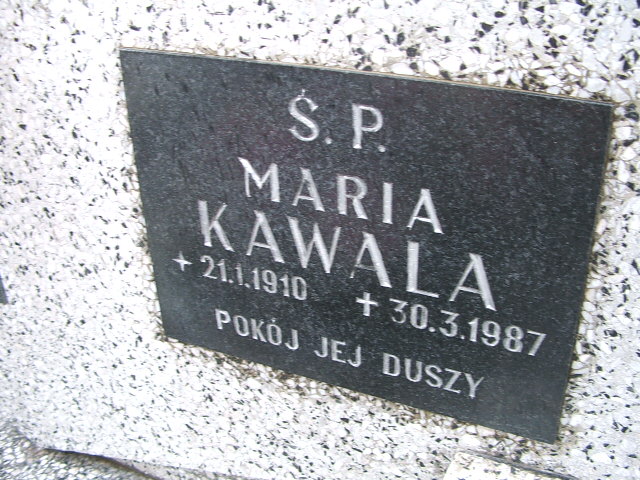 Ś. P.
MARIA
KAWALA
+ 21.1.1910 + 30.3.1987
POKÓJ JEJ DUSZY